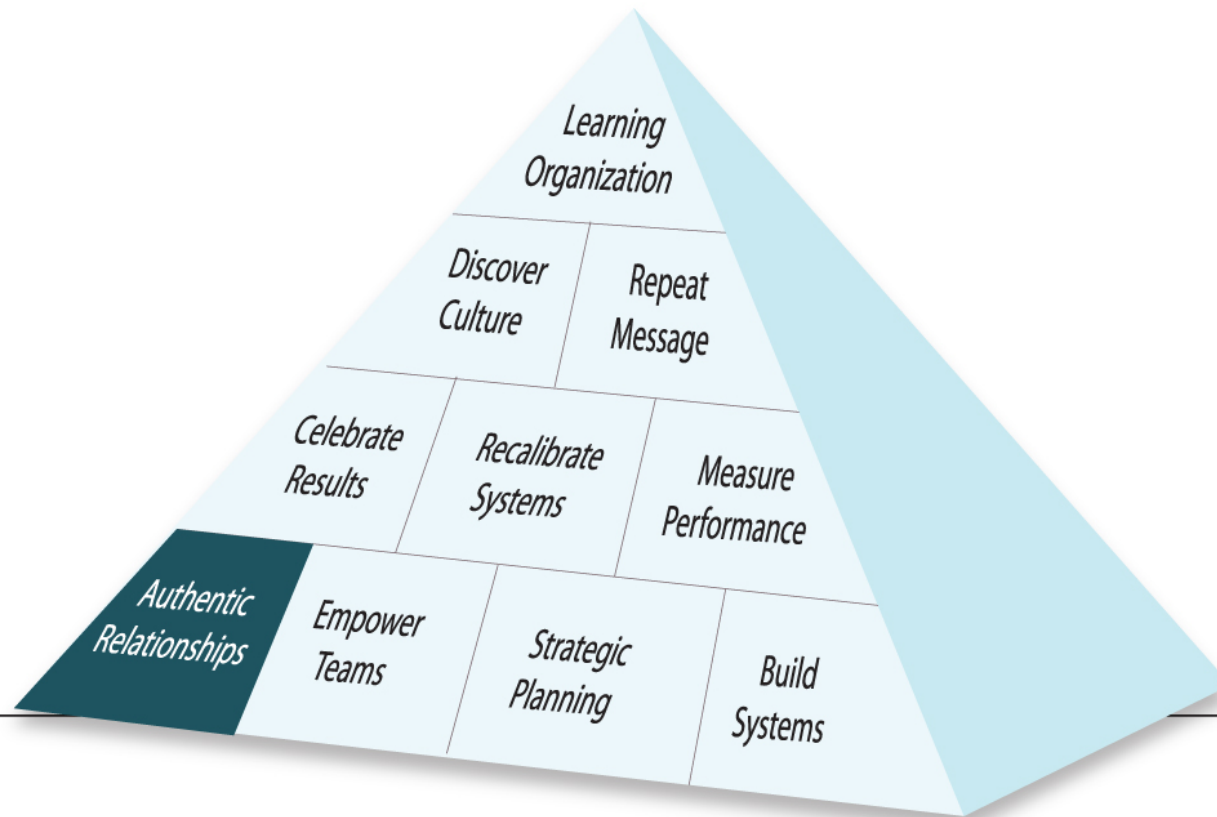 Learning
Organization
Discover
Culture
Repeat
Message
Celebrate
Results
Recalibrate
Systems
Measure
Performance
Authentic
Relationships
Empower
Teams
Strategic
Planning
Build
Systems